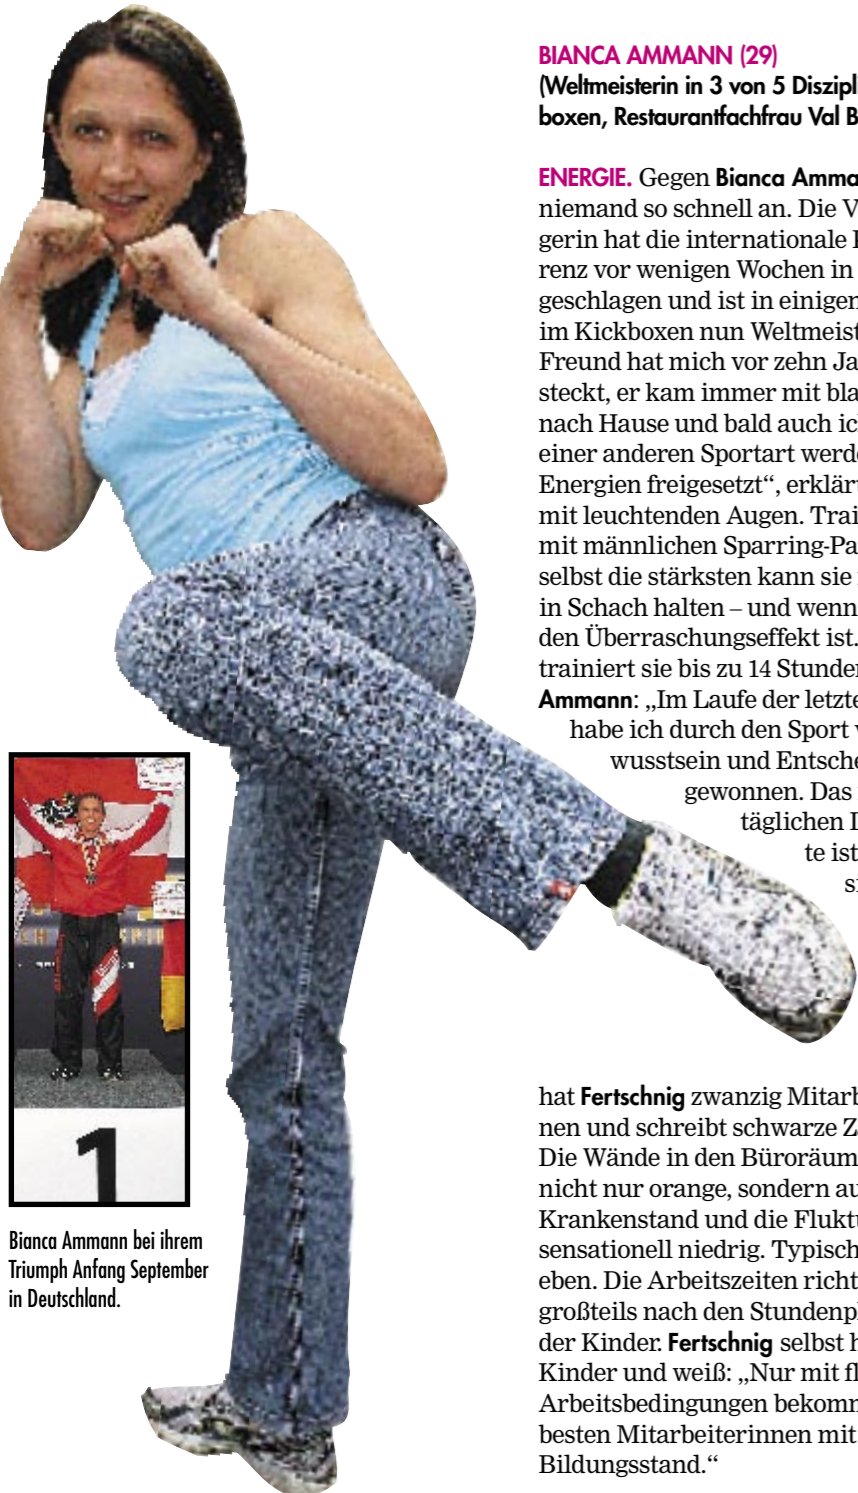 BIANCA AMMANN (29)
(Weltmeisterin in 3 von 5 Diszipl
boxen, Restaurantfachfrau Val B
ENERGIE. Gegen Bianca Amma
niemand so schnell an. Die V
gerin hat die internationale
renz vor wenigen Wochen in
geschlagen und ist in einigen
im Kickboxen nun Weltmeist
Freund hat mich vor zehn Ja
steckt, er kam immer mit bla
nach Hause und bald auch ich
einer anderen Sportart werde
Energien freigesetzt“, erklärt
mit leuchtenden Augen. Trai
mit männlichen Sparring-Pa
selbst die stärksten kann sie
in Schach halten – und wenn
den Überraschungseffekt ist.
trainiert sie bis zu 14 Stunden
Ammann: „Im Laufe der letzte
habe ich durch den Sport
wusstsein und Entsche
gewonnen. Das
täglichen
te ist
si
hat Fertschnig zwanzig Mitarb
nen und schreibt schwarze Z
Die Wände in den Büroräum
nicht nur orange, sondern au
Krankenstand und die Fluktu
sensationell niedrig. Typisch
eben. Die Arbeitszeiten richt
großteils nach den Stundenp
der Kinder. Fertschnig selbst h
Kinder und weiß: „Nur mit fl
Arbeitsbedingungen bekomm
besten Mitarbeiterinnen mit
Bildungsstand.“
1
Bianca Ammann bei ihrem
Triumph Anfang September
in Deutschland.